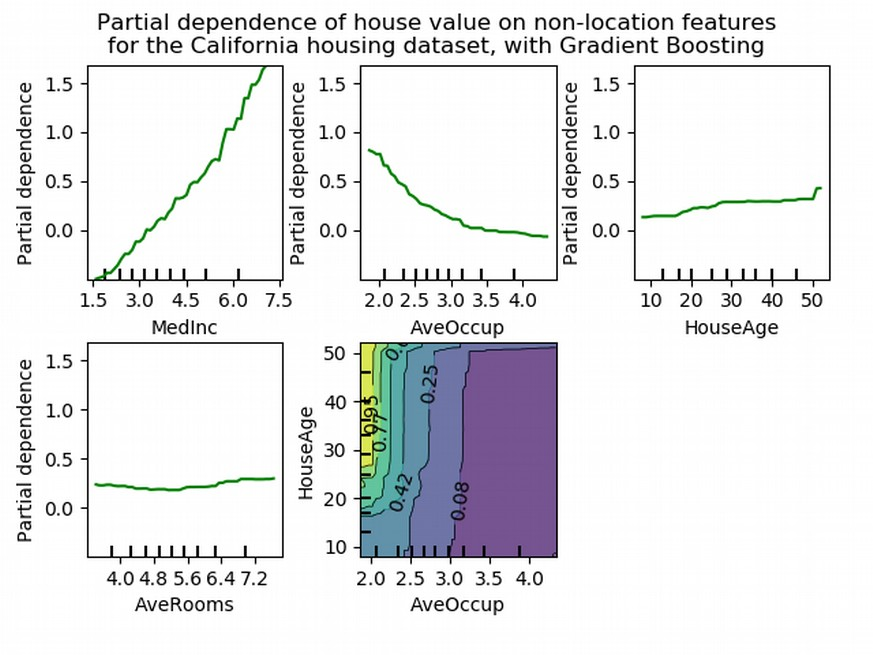 Partial dependence of house value on non-location features
for the California housing dataset, with Gradient Boosting
Partial dependence
1.5
1.0
0.5
0.0
1.5 3.0 4.5 6.0 7.5
MedInc
Partial dependence
1.5
1.0
0.5
0.0
2.0 2.5 3.0 3.5 4.0
AveOccup
Partial dependence
1.5
1.0
0.5
0.0
10 20 30 40 50
HouseAge
Partial dependence
1.5
1.0
0.5
0.0
4.0 4.8 5.6 6.4 7.2
AveRooms
HouseAge
50
40
30
20
10
0.95
0.77
0.42
0.25
0.08
2.0 2.5 3.0 3.5 4.0
AveOccup